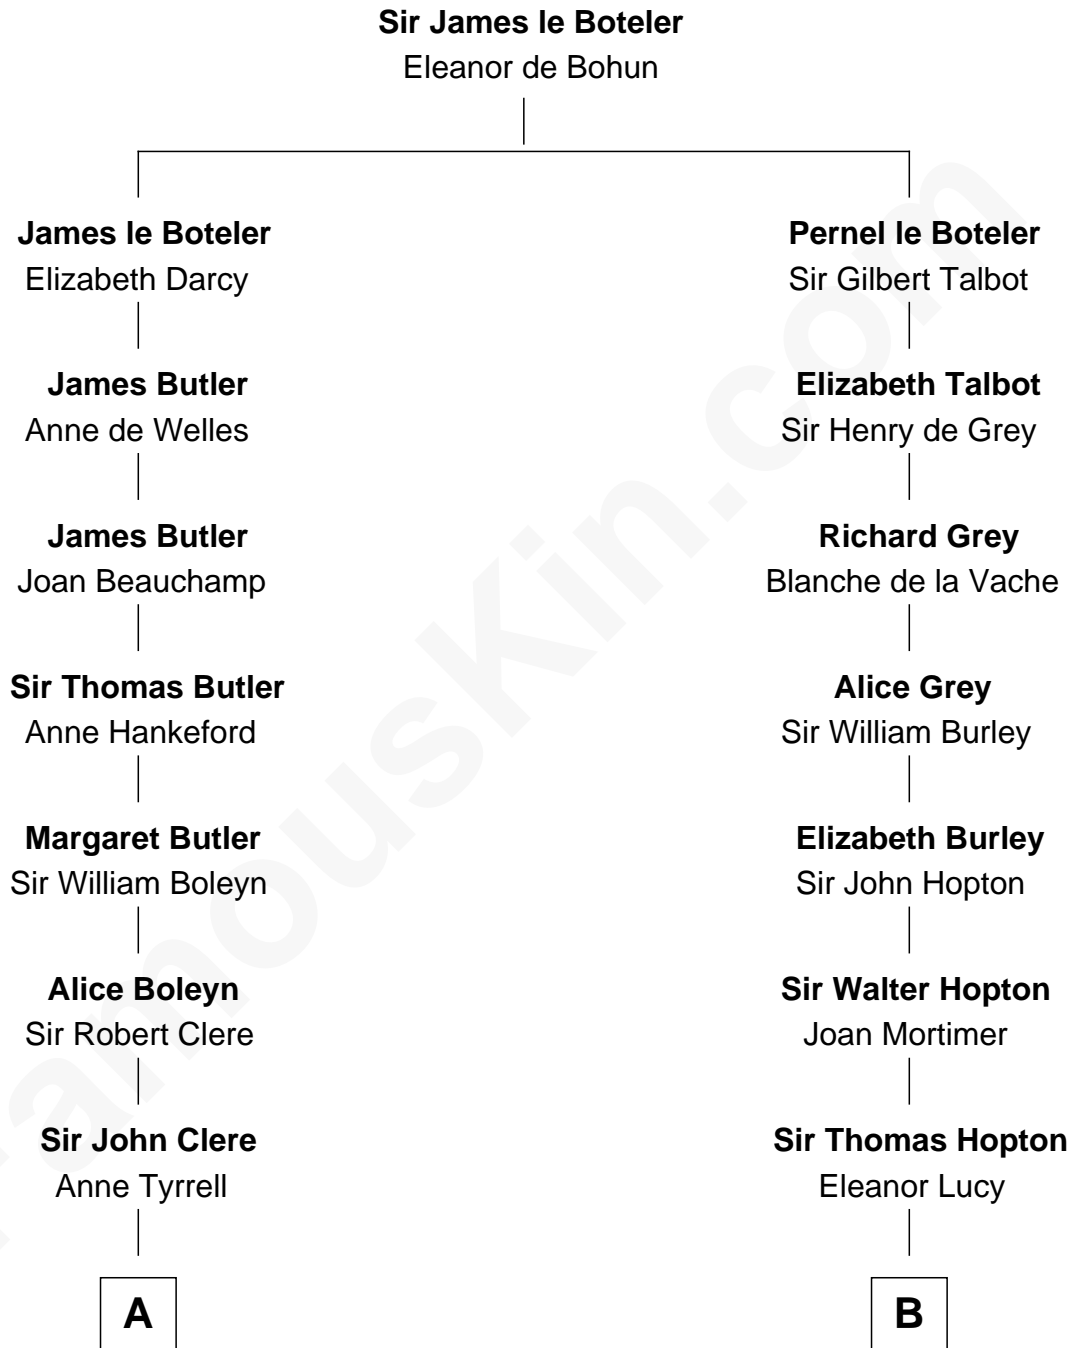 Sir James le Boteler
Eleanor de Bohun
James le Boteler
Elizabeth Darcy
James Butler
Anne de Welles
James Butler
Joan Beauchamp
Sir Thomas Butler
Anne Hankeford
Margaret Butler
Sir William Boleyn
Alice Boleyn
Sir Robert Clere
Sir John Clere
Anne Tyrrell
A
Pernel le Boteler
Sir Gilbert Talbot
Elizabeth Talbot
Sir Henry de Grey
Richard Grey
Blanche de la Vache
Alice Grey
Sir William Burley
Elizabeth Burley
Sir John Hopton
Sir Walter Hopton
Joan Mortimer
Sir Thomas Hopton
Eleanor Lucy
B
FamousKin.com